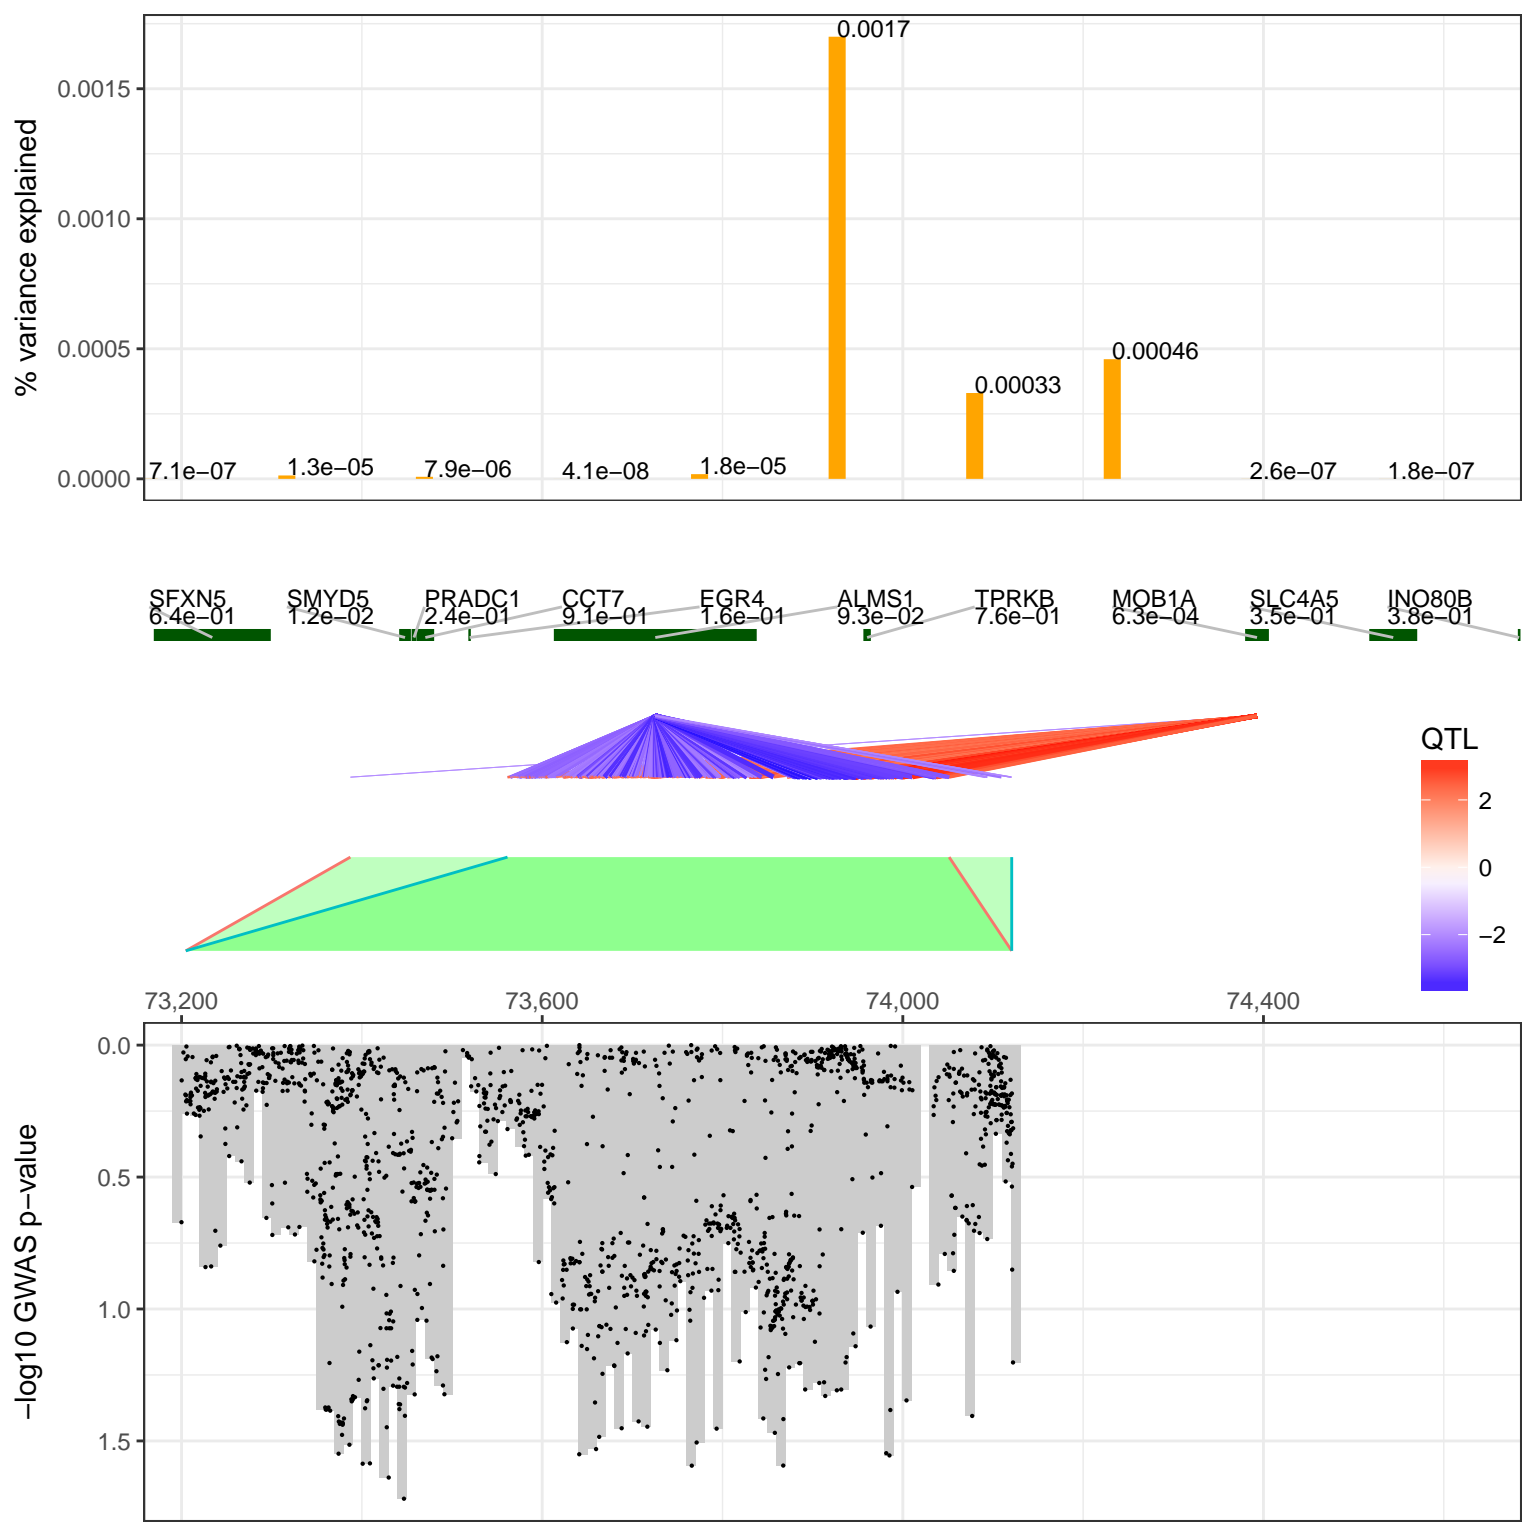 % variance explained
0.0015
0.0010
0.0005
0.0000
0.0017
0.00046
0.00033
7.1e−07 1.3e−05 7.9e−06 4.1e−08 1.8e−05 2.6e−07 1.8e−07
SFXN5 SMYD5 PRADC1 CCT7 EGR4 ALMS1 TPRKB MOB1A SLC4A5 INO80B
6.4e−01 1.2e−02 2.4e−01 9.1e−01 1.6e−01 9.3e−02 7.6e−01 6.3e−04 3.5e−01 3.8e−01
QTL
2
0
−2
73,200 73,600 74,000 74,400
−log10 GWAS p−value
0.0
0.5
1.0
1.5